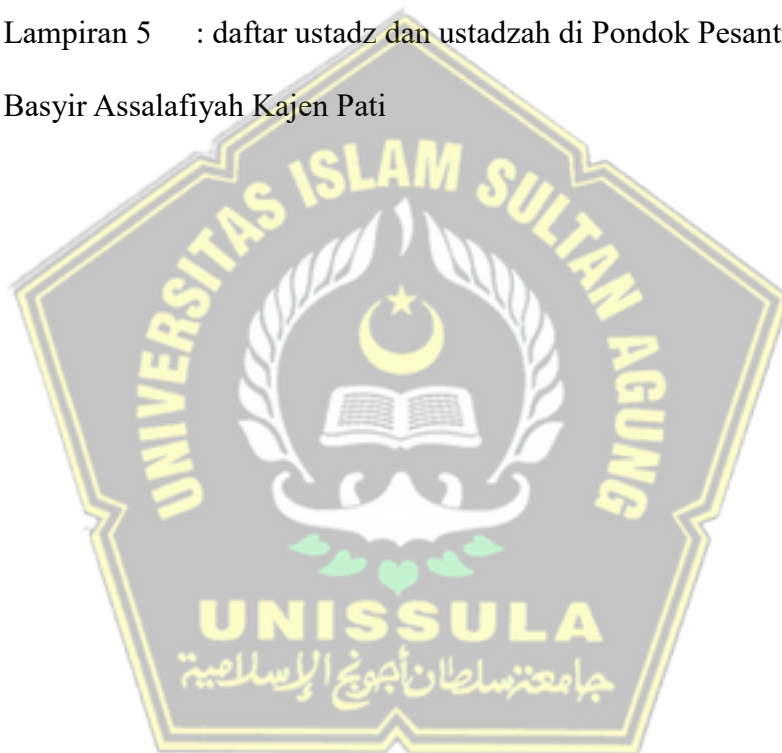 Lampiran 5 : daftar ustadz dan ustadzah di Pondok Pesant
Basyir Assalafiyah Kajen Pati
UNIVERSITAS ISLAM SULTAN AGUNG
UNISSULA
جامعة سلطان أجونج الإسلامية